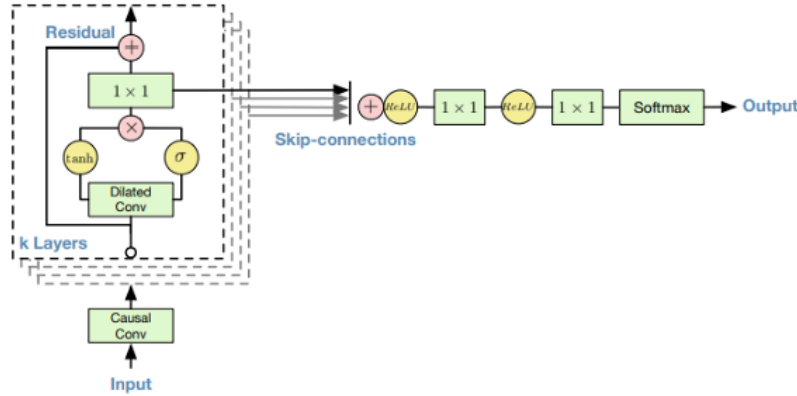 Residual
+
1 × 1
×
tanh
σ
Dilated
Conv
k Layers
Causal
Conv
Input
Skip-connections
+
ReLU
1 × 1
ReLU
1 × 1
Softmax
Output